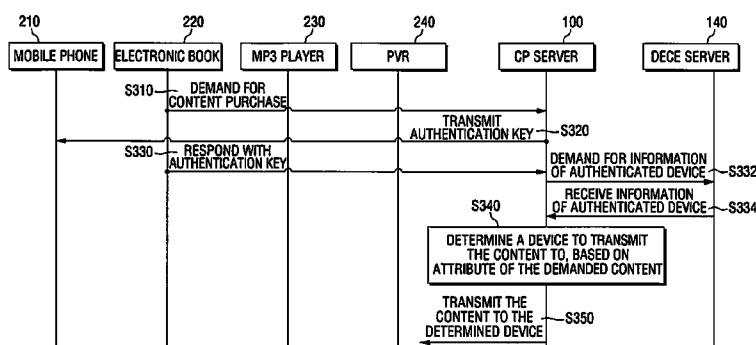 210 220 230 240 100 140
MOBILE PHONE ELECTRONIC BOOK MP3 PLAYER PVR CP SERVER DECE SERVER
S310 DEMAND FOR
CONTENT PURCHASE
TRANSMIT
AUTHENTICATION KEY S320
S330 RESPOND WITH
AUTHENTICATION KEY
DEMAND FOR INFORMATION
OF AUTHENTICATED DEVICE S332
RECEIVE INFORMATION
OF AUTHENTICATED DEVICE S334
S340
DETERMINE A DEVICE TO TRANSMIT
THE CONTENT TO, BASED ON
ATTRIBUTE OF THE DEMANDED CONTENT
TRANSMIT THE
CONTENT TO THE S350
DETERMINED DEVICE